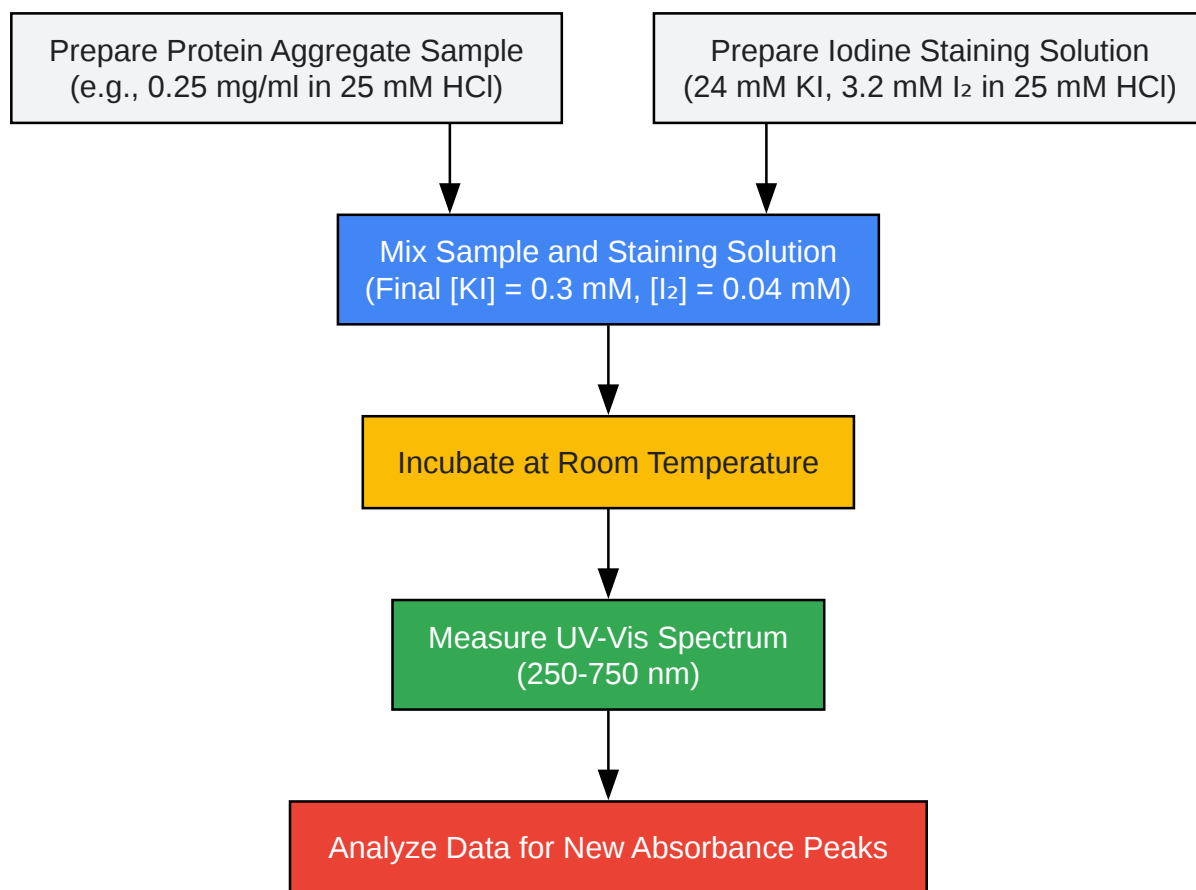 Prepare Protein Aggregate Sample
(e.g., 0.25 mg/ml in 25 mM HCl)
Prepare Iodine Staining Solution
(24 mM KI, 3.2 mM I₂ in 25 mM HCl)
Mix Sample and Staining Solution
(Final [KI] = 0.3 mM, [I₂] = 0.04 mM)
Incubate at Room Temperature
Measure UV-Vis Spectrum
(250-750 nm)
Analyze Data for New Absorbance Peaks